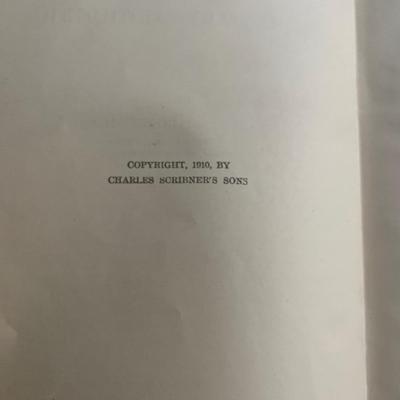 COPYRIGHT, 1910, BY
CHARLES SCRIBNER'S SONS